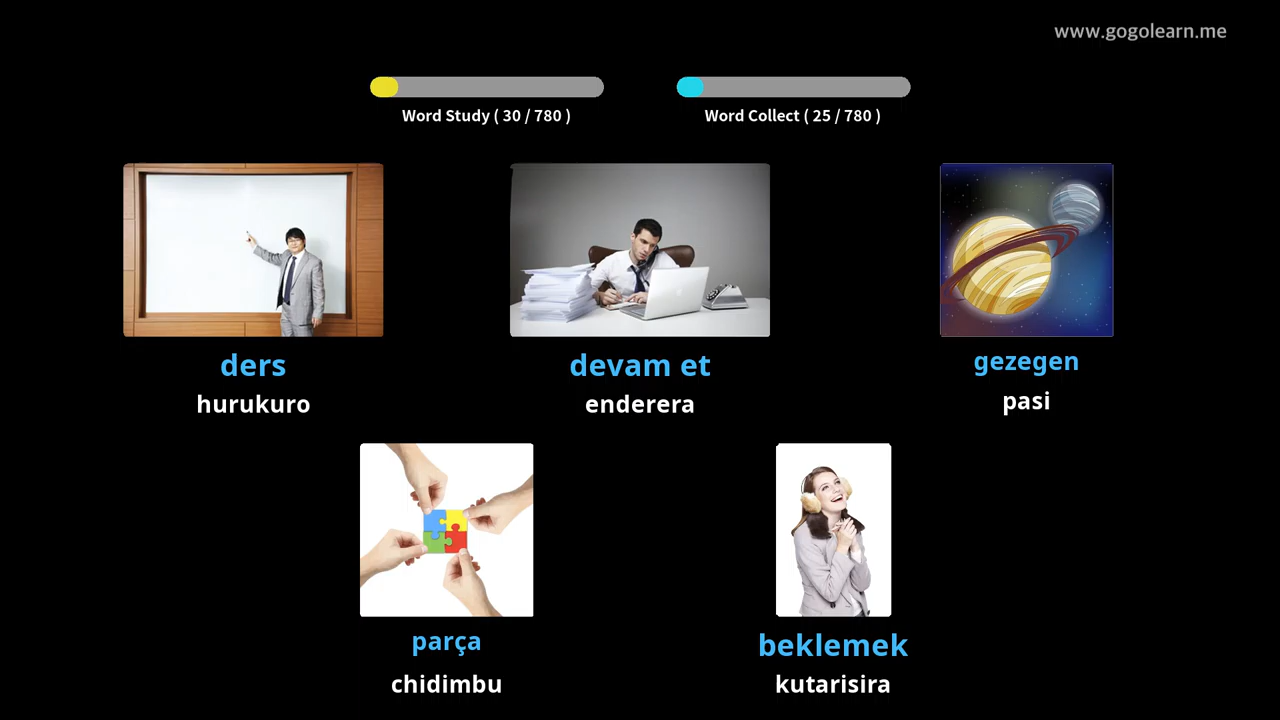 www.gogolearn.me
Word Study ( 30 / 780 )
Word Collect ( 25 / 780 )
ders
hurukuro
devam et
enderera
gezegen
pasi
parça
chidimbu
beklemek
kutarisira